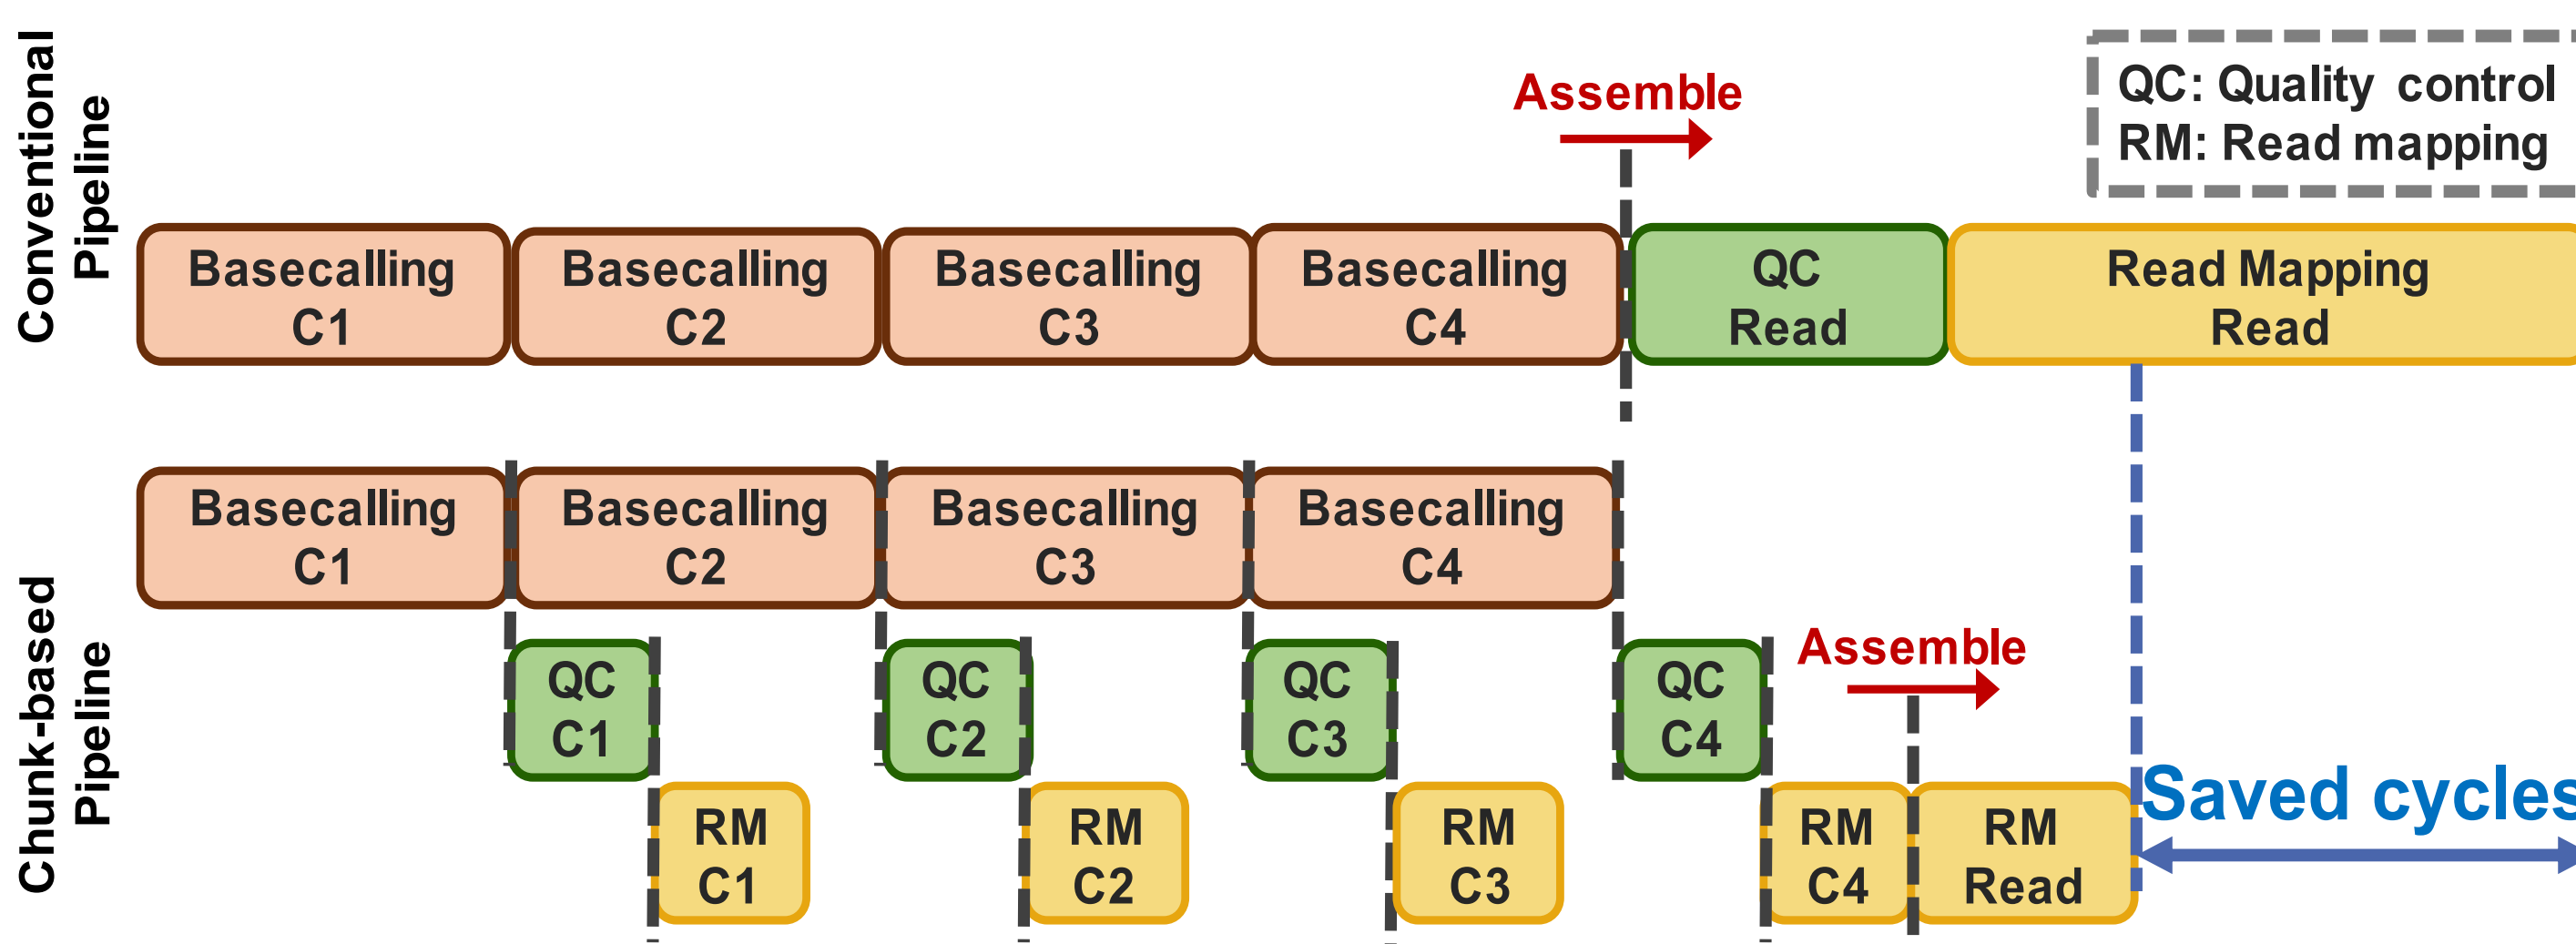 Conventional
Pipeline
Assemble
QC: Quality control
RM: Read mapping
Basecalling
C1
Basecalling
C2
Basecalling
C3
Basecalling
C4
QC
Read
Read Mapping
Read
Chunk-based
Pipeline
Basecalling
C1
Basecalling
C2
Basecalling
C3
Basecalling
C4
QC
C1
QC
C2
QC
C3
QC
C4
Assemble
RM
C1
RM
C2
RM
C3
RM
C4
RM
Read
Saved cycles